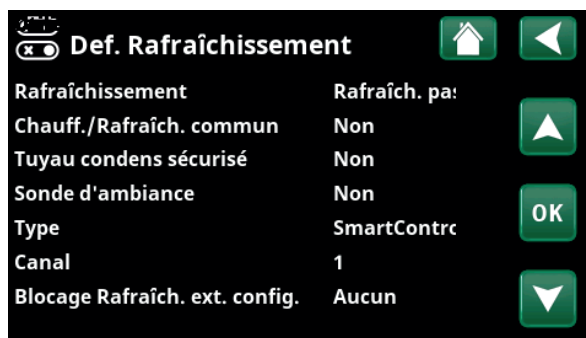 Def. Rafraîchissement
Rafraîchissement Rafraîch. pas
Chauff./Rafraîch. commun Non
Tuyau condens sécurisé Non
Sonde d'ambiance Non
Type SmartContro
Canal 1
Blocage Rafraîch. ext. config. Aucun
OK